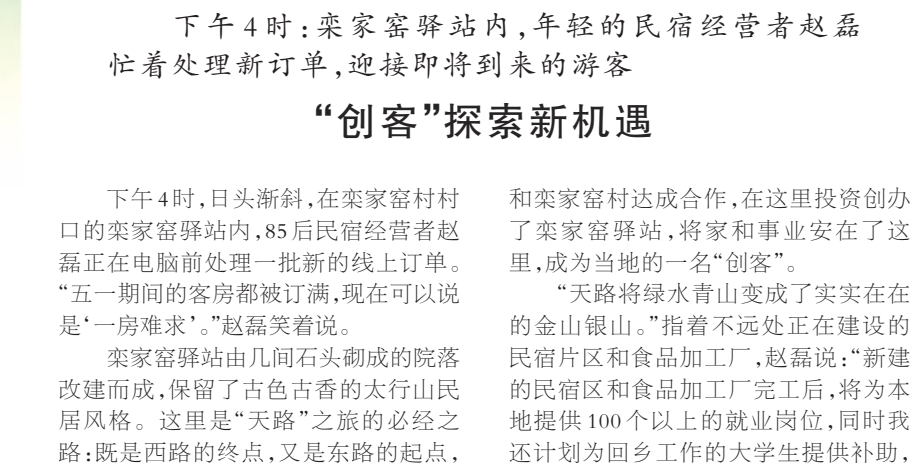 下午4时：栾家窑驿站内，年轻的民宿经营者赵磊
忙着处理新订单，迎接即将到来的游客
“创客”探索新机遇
下午4时，日头渐斜，在栾家窑村村
口的栾家窑驿站内，85后民宿经营者赵
磊正在电脑前处理一批新的线上订单。
“五一期间的客房都被订满，现在可以说
是‘一房难求’。”赵磊笑着说。
栾家窑驿站由几间石头砌成的院落
改建而成，保留了古色古香的太行山民
居风格。这里是“天路”之旅的必经之
路：既是西路的终点，又是东路的起点，
和栾家窑村达成合作，在这里投资创办
了栾家窑驿站，将家和事业安在了这
里，成为当地的一名“创客”。
“天路将绿水青山变成了实实在在
的金山银山。”指着不远处正在建设的
民宿片区和食品加工厂，赵磊说：“新建
的民宿区和食品加工厂完工后，将为本
地提供100个以上的就业岗位，同时我
还计划为回乡工作的大学生提供补助，